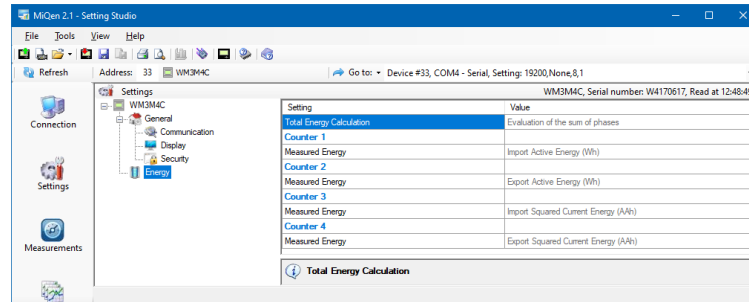 MiQen 2.1 - Setting Studio
File Tools View Help
Refresh Address: 33 WM3M4C Go to: Device #33, COM4 - Serial, Setting: 19200,None,8,1
Settings WM3M4C, Serial number: W4170617, Read at 12:48:45
Connection
Settings
Measurements
WM3M4C
General
Communication
Display
Security
Energy
Setting Value
Total Energy Calculation Evaluation of the sum of phases
Counter 1
Measured Energy Import Active Energy (Wh)
Counter 2
Measured Energy Export Active Energy (Wh)
Counter 3
Measured Energy Import Squared Current Energy (AAh)
Counter 4
Measured Energy Export Squared Current Energy (AAh)
Total Energy Calculation